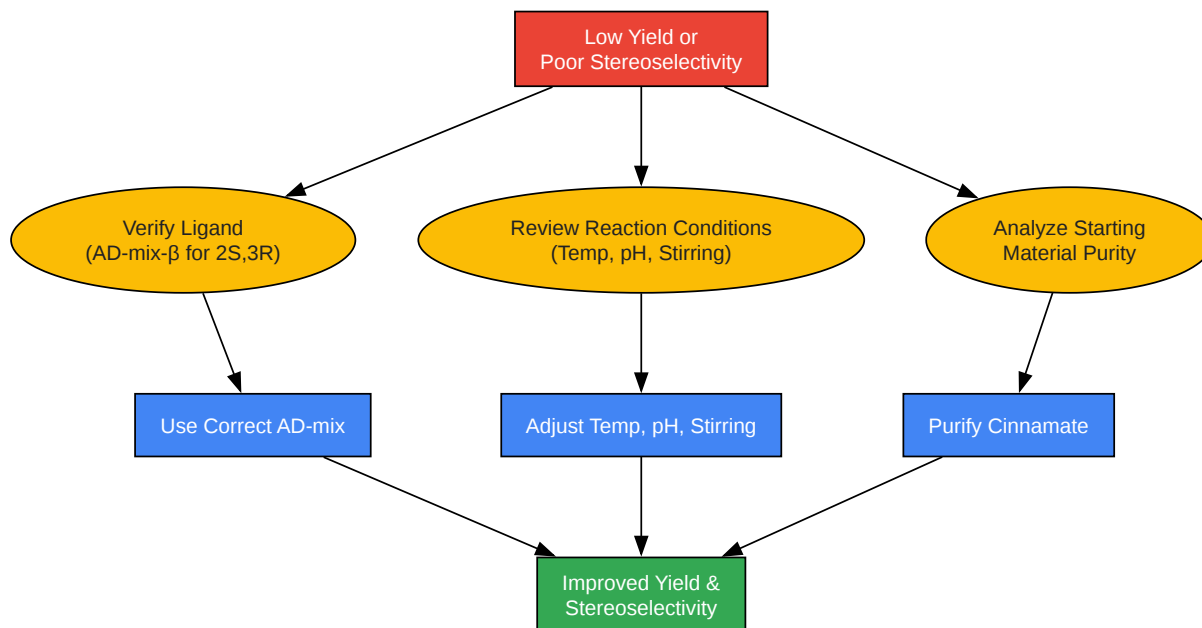 Low Yield or
Poor Stereoselectivity
Verify Ligand
(AD-mix-β for 2S,3R)
Review Reaction Conditions
(Temp, pH, Stirring)
Analyze Starting
Material Purity
Use Correct AD-mix
Adjust Temp, pH, Stirring
Purify Cinnamate
Improved Yield &
Stereoselectivity